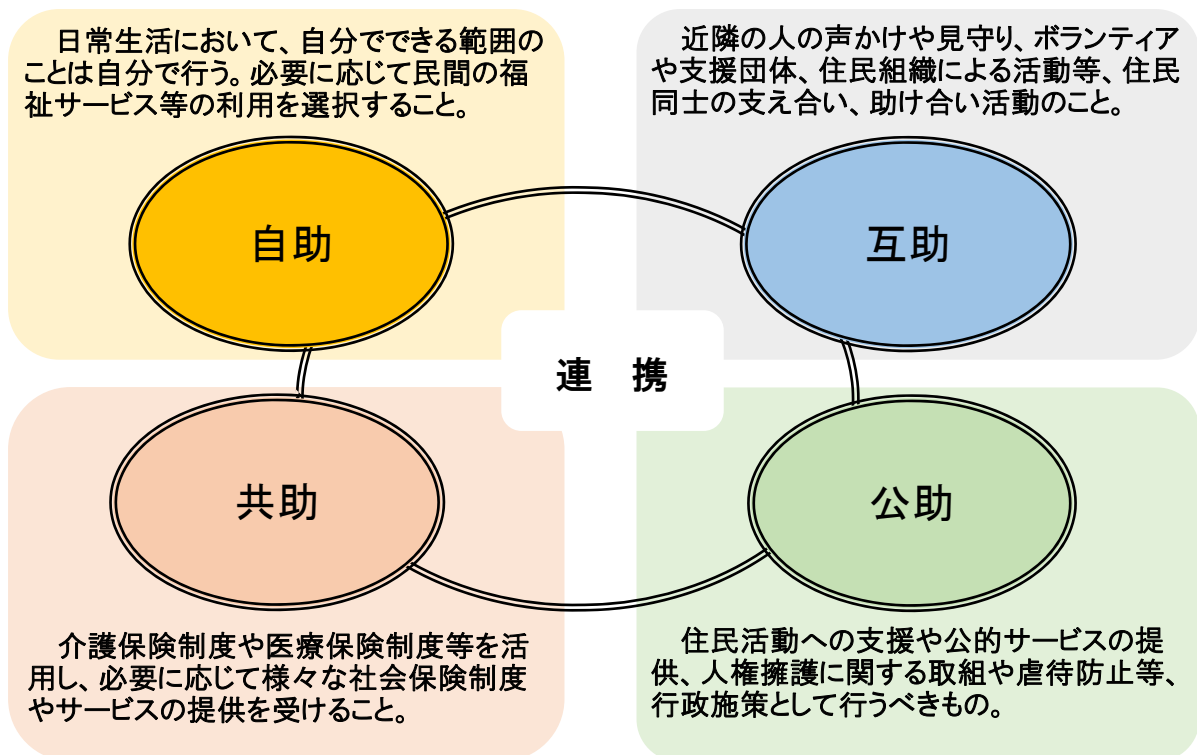 日常生活において、自分でできる範囲の
ことは自分で行う。必要に応じて民間の福
祉サービス等の利用を選択すること。
自助
近隣の人の声かけや見守り、ボランティア
や支援団体、住民組織による活動等、住民
同士の支え合い、助け合い活動のこと。
互助
連　携
共助
介護保険制度や医療保険制度等を活
用し、必要に応じて様々な社会保険制度
やサービスの提供を受けること。
公助
住民活動への支援や公的サービスの提
供、人権擁護に関する取組や虐待防止等、
行政施策として行うべきもの。